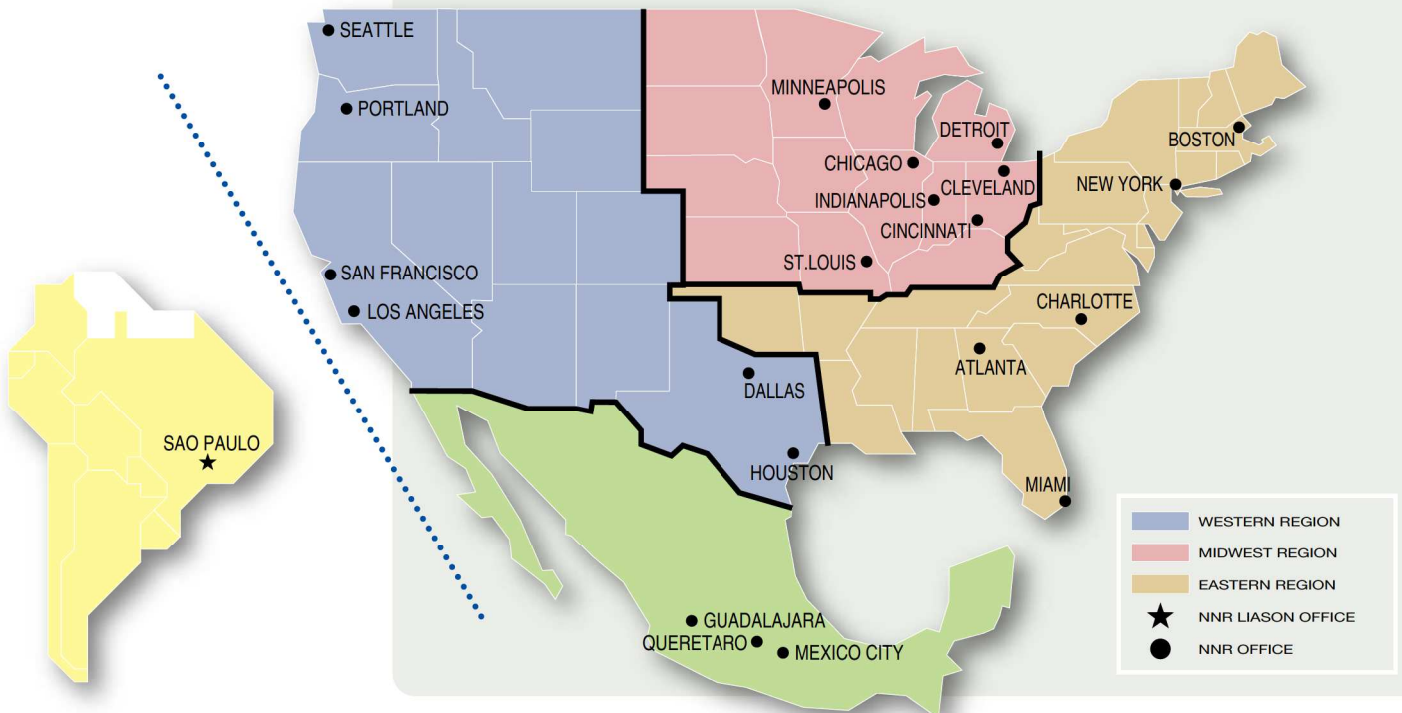 SEATTLE
PORTLAND
SAN FRANCISCO
LOS ANGELES
MINNEAPOLIS
DETROIT
CHICAGO
CLEVELAND
INDIANAPOLIS
CINCINNATI
ST.LOUIS
BOSTON
NEW YORK
CHARLOTTE
ATLANTA
DALLAS
HOUSTON
MIAMI
SAO PAULO
GUADALAJARA
QUERETARO
MEXICO CITY
WESTERN REGION
MIDWEST REGION
EASTERN REGION
NNR LIASON OFFICE
NNR OFFICE